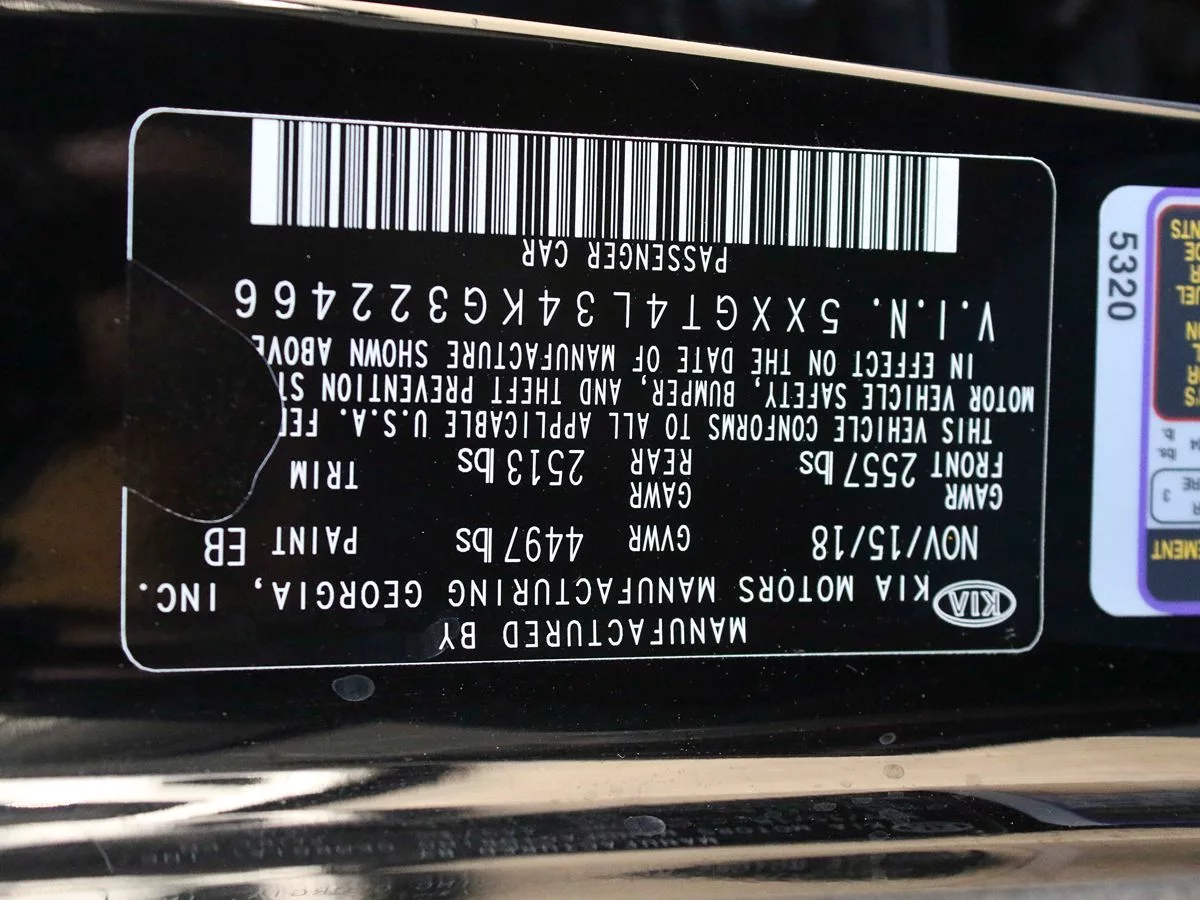 MANUFACTURED BY
KIA KIA MOTORS MANUFACTURING GEORGIA, INC.
NOV/15/18 GVWR 4497 lbs PAINT EB
GAWR FRONT 2557 lbs GAWR REAR 2513 lbs TRIM
THIS VEHICLE CONFORMS TO ALL APPLICABLE U.S.A. FE
MOTOR VEHICLE SAFETY, BUMPER, AND THEFT PREVENTION ST
IN EFFECT ON THE DATE OF MANUFACTURE SHOWN ABOVE
V.I.N. 5XXGT4L34KG322466
PASSENGER CAR
5320